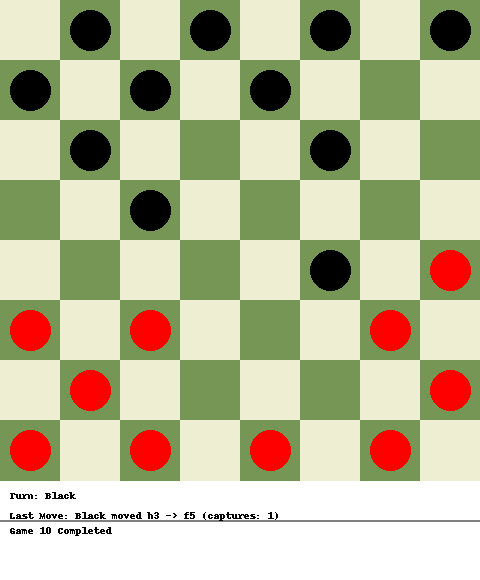 Turn: Black
Last Move: Black moved h3 -> f5 (captures: 1)
Game 10 Completed